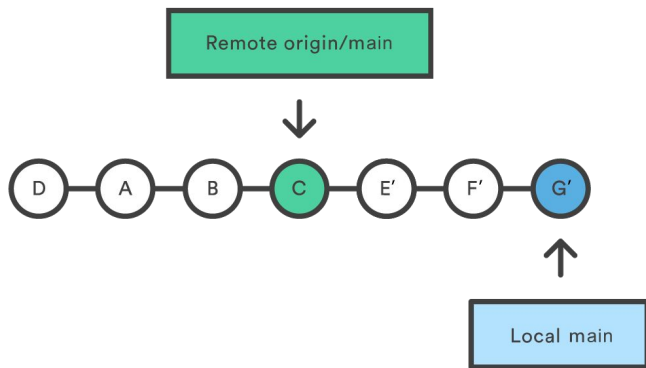 Remote origin/main
D
A
B
C
E′
F′
G′
Local main